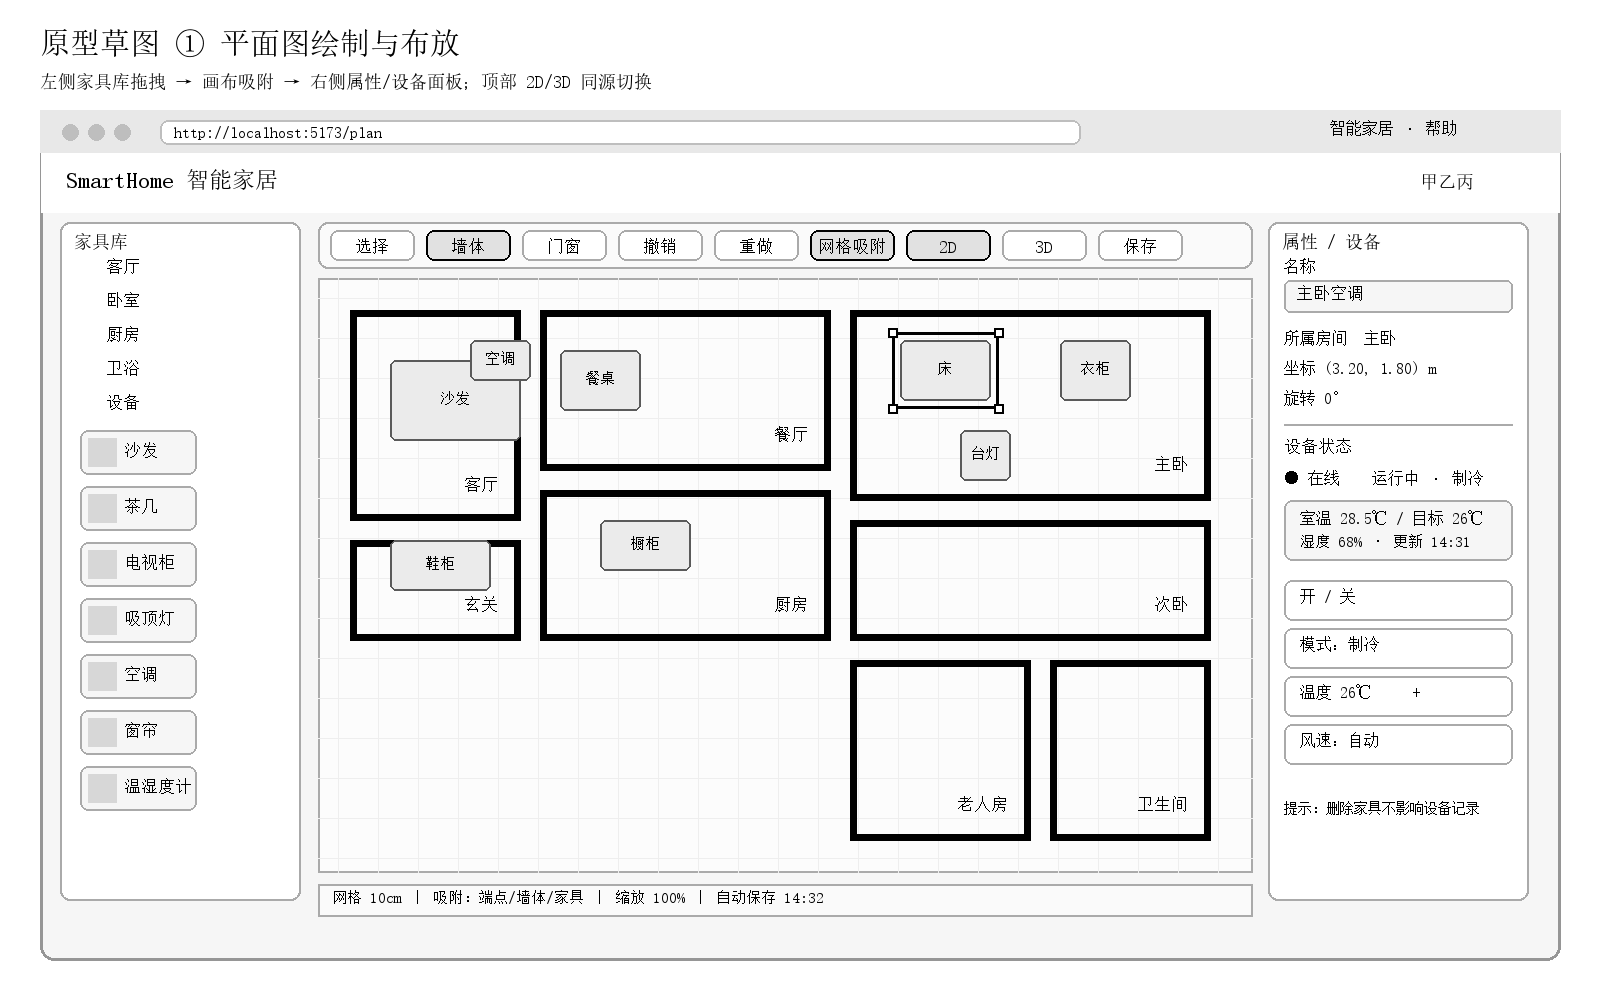 原型草图 ① 平面图绘制与布放
左侧家具库拖拽 → 画布吸附 → 右侧属性/设备面板; 顶部 2D/3D 同源切换
http://localhost:5173/plan
智能家居 · 帮助
SmartHome 智能家居
甲乙丙
家具库
客厅
卧室
厨房
卫浴
设备
沙发
茶几
电视柜
吸顶灯
空调
窗帘
温湿度计
选择 墙体 门窗 撤销 重做 网格吸附 2D 3D 保存
空调
沙发
客厅
餐桌
餐厅
床
衣柜
台灯
主卧
鞋柜
玄关
橱柜
厨房
次卧
老人房
卫生间
网格 10cm | 吸附: 端点/墙体/家具 | 缩放 100% | 自动保存 14:32
属性 / 设备
名称
主卧空调
所属房间 主卧
坐标 (3.20, 1.80) m
旋转 0°
设备状态
在线 运行中 · 制冷
室温 28.5℃ / 目标 26℃
湿度 68% · 更新 14:31
开 / 关
模式: 制冷
温度 26℃ +
风速: 自动
提示: 删除家具不影响设备记录